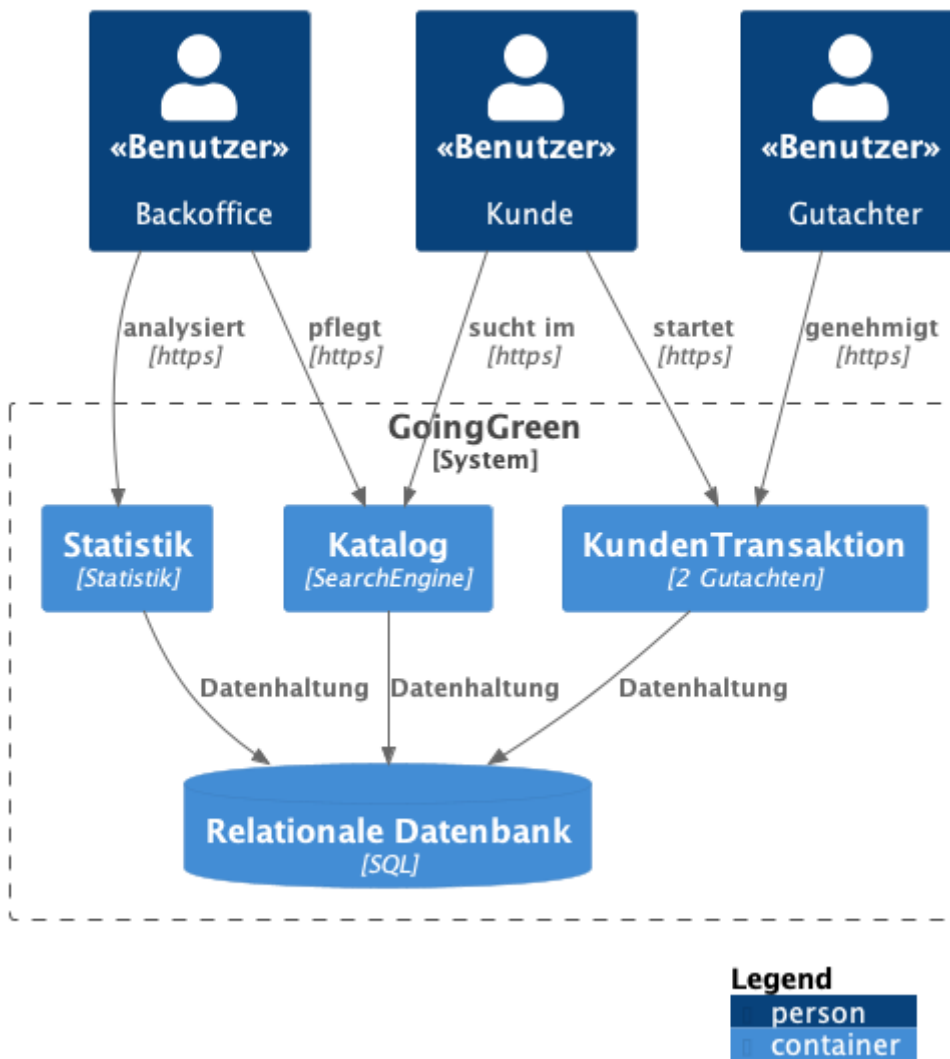 «Benutzer» «Benutzer» «Benutzer»
Backoffice Kunde Gutachter
analysiert pflegt sucht im startet genehmigt
[https] [https] [https] [https] [https]
GoingGreen
[System]
Statistik Katalog KundenTransaktion
[Statistik] [SearchEngine] [2 Gutachten]
Datenhaltung Datenhaltung Datenhaltung
Relationale Datenbank
[SQL]
Legend
person
container